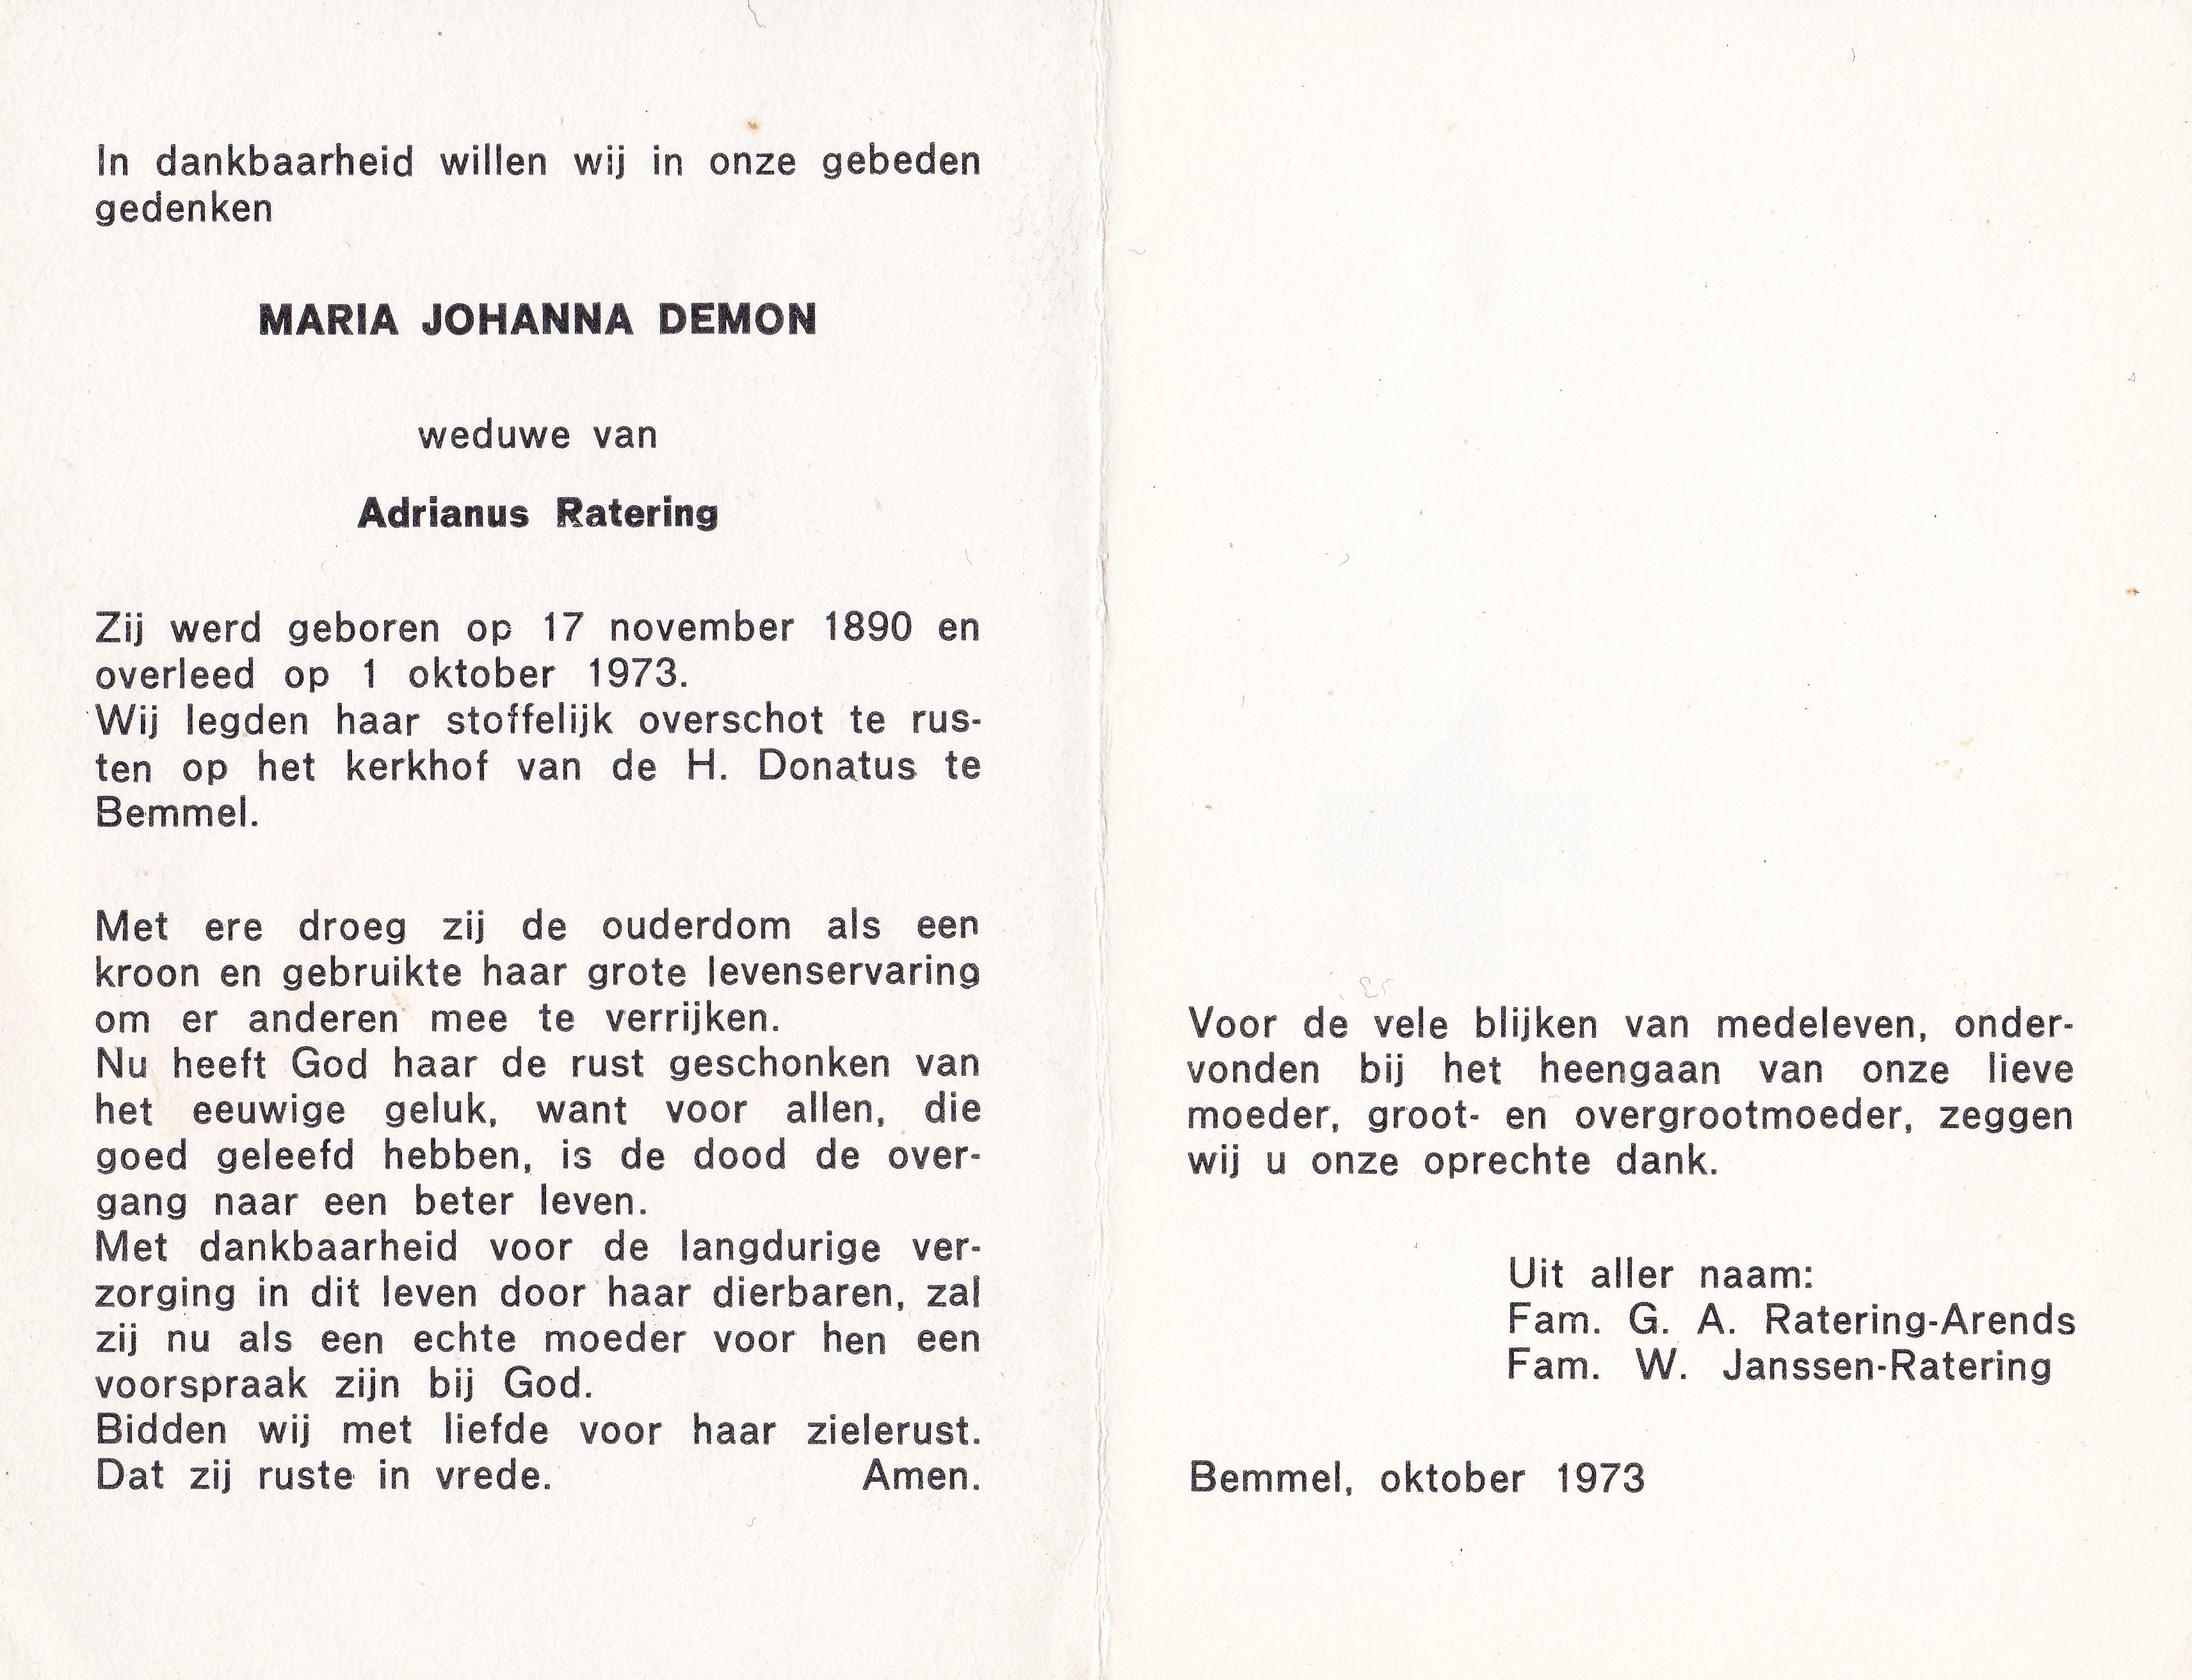 In dankbaarheid willen wij in onze gebeden
gedenken
MARIA JOHANNA DEMON
weduwe van
Adrianus Ratering
Zij werd geboren op 17 november 1890 en
overleed op 1 oktober 1973.
Wij legden haar stoffelijk overschot te rus-
ten op het kerkhof van de H. Donatus te
Bemmel.
Met ere droeg zij de ouderdom als een
kroon en gebruikte haar grote levenservaring
om er anderen mee te verrijken.
Nu heeft God haar de rust geschonken van
het eeuwige geluk, want voor allen, die
goed geleefd hebben, is de dood de over-
gang naar een beter leven.
Met dankbaarheid voor de langdurige ver-
zorging in dit leven door haar dierbaren, zal
zij nu als een echte moeder voor hen een
voorspraak zijn bij God.
Bidden wij met liefde voor haar zielerust.
Dat zij ruste in vrede. Amen.
Voor de vele blijken van medeleven, onder-
vonden bij het heengaan van onze lieve
moeder, groot- en overgrootmoeder, zeggen
wij u onze oprechte dank.
Uit aller naam:
Fam. G. A. Ratering-Arends
Fam. W. Janssen-Ratering
Bemmel, oktober 1973